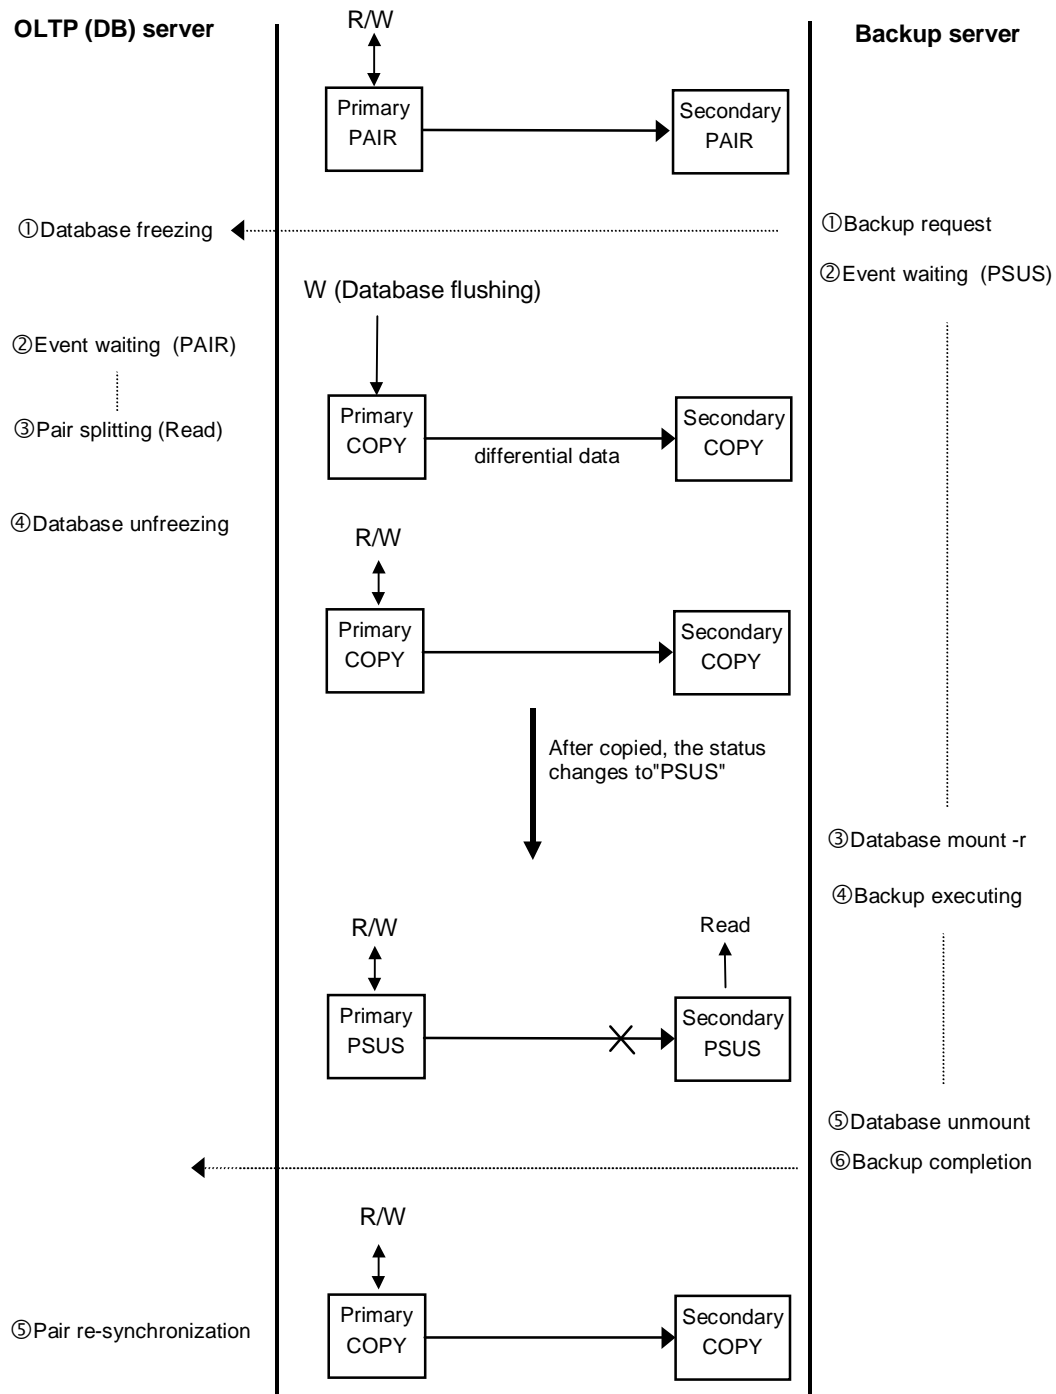 OLTP (DB) server
R/W
Backup server
Primary
PAIR
Secondary
PAIR
①Database freezing
①Backup request
②Event waiting (PSUS)
W (Database flushing)
②Event waiting (PAIR)
③Pair splitting (Read)
Primary
COPY
differential data
Secondary
COPY
④Database unfreezing
R/W
Primary
COPY
Secondary
COPY
After copied, the status
changes to"PSUS"
③Database mount -r
④Backup executing
R/W
Read
Primary
PSUS
Secondary
PSUS
⑤Database unmount
⑥Backup completion
R/W
⑤Pair re-synchronization
Primary
COPY
Secondary
COPY